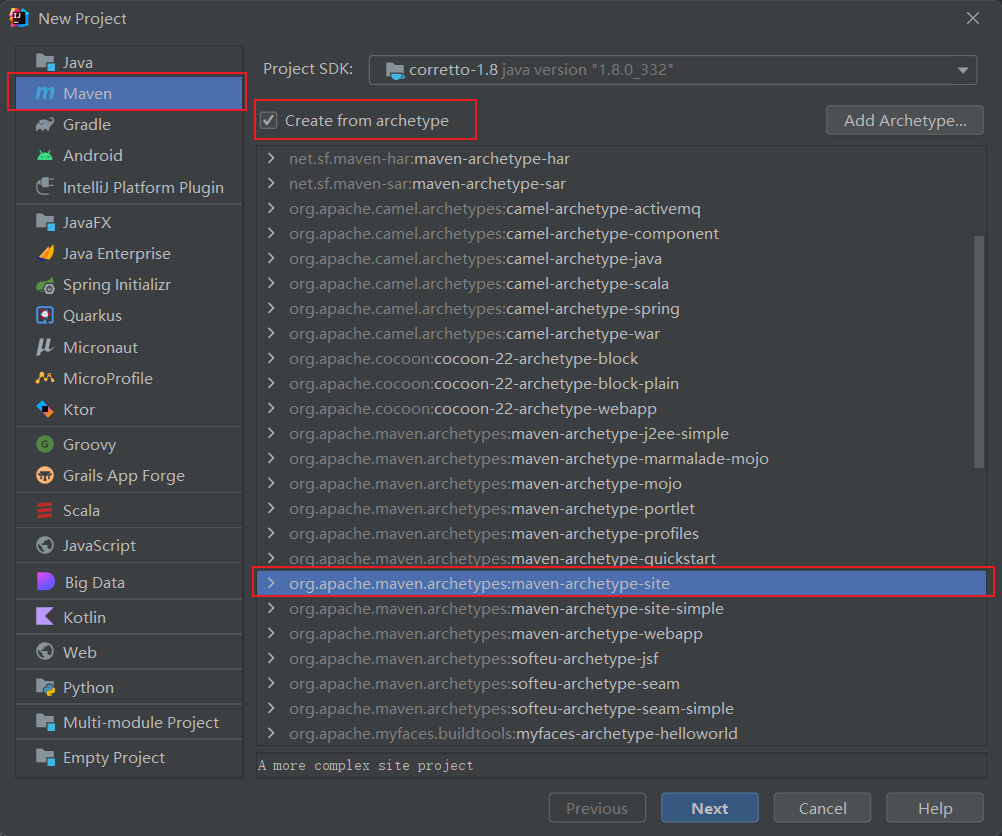 New Project
Java
Maven
Gradle
Android
IntelliJ Platform Plugin
JavaFX
Java Enterprise
Spring Initializr
Quarkus
Micronaut
MicroProfile
Ktor
Groovy
Grails App Forge
Scala
JavaScript
Big Data
Kotlin
Web
Python
Multi-module Project
Empty Project
Project SDK: corretto-1.8 java version "1.8.0_332"
Create from archetype
Add Archetype...
net.sf.maven-har:maven-archetype-har
net.sf.maven-sar:maven-archetype-sar
org.apache.camel.archetypes:camel-archetype-activemq
org.apache.camel.archetypes:camel-archetype-component
org.apache.camel.archetypes:camel-archetype-java
org.apache.camel.archetypes:camel-archetype-scala
org.apache.camel.archetypes:camel-archetype-spring
org.apache.camel.archetypes:camel-archetype-war
org.apache.cocoon:cocoon-22-archetype-block
org.apache.cocoon:cocoon-22-archetype-block-plain
org.apache.cocoon:cocoon-22-archetype-webapp
org.apache.maven.archetypes:maven-archetype-j2ee-simple
org.apache.maven.archetypes:maven-archetype-marmalade-mojo
org.apache.maven.archetypes:maven-archetype-mojo
org.apache.maven.archetypes:maven-archetype-portlet
org.apache.maven.archetypes:maven-archetype-profiles
org.apache.maven.archetypes:maven-archetype-quickstart
org.apache.maven.archetypes:maven-archetype-site
org.apache.maven.archetypes:maven-archetype-site-simple
org.apache.maven.archetypes:maven-archetype-webapp
org.apache.maven.archetypes:softeu-archetype-jsf
org.apache.maven.archetypes:softeu-archetype-seam
org.apache.maven.archetypes:softeu-archetype-seam-simple
org.apache.myfaces.buildtools:myfaces-archetype-helloworld
A more complex site project
Previous
Next
Cancel
Help